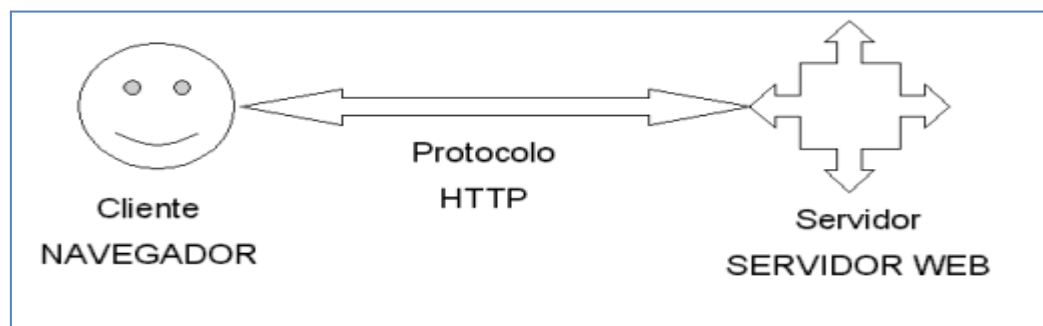 Protocolo
HTTP
Cliente
NAVEGADOR
Servidor
SERVIDOR WEB